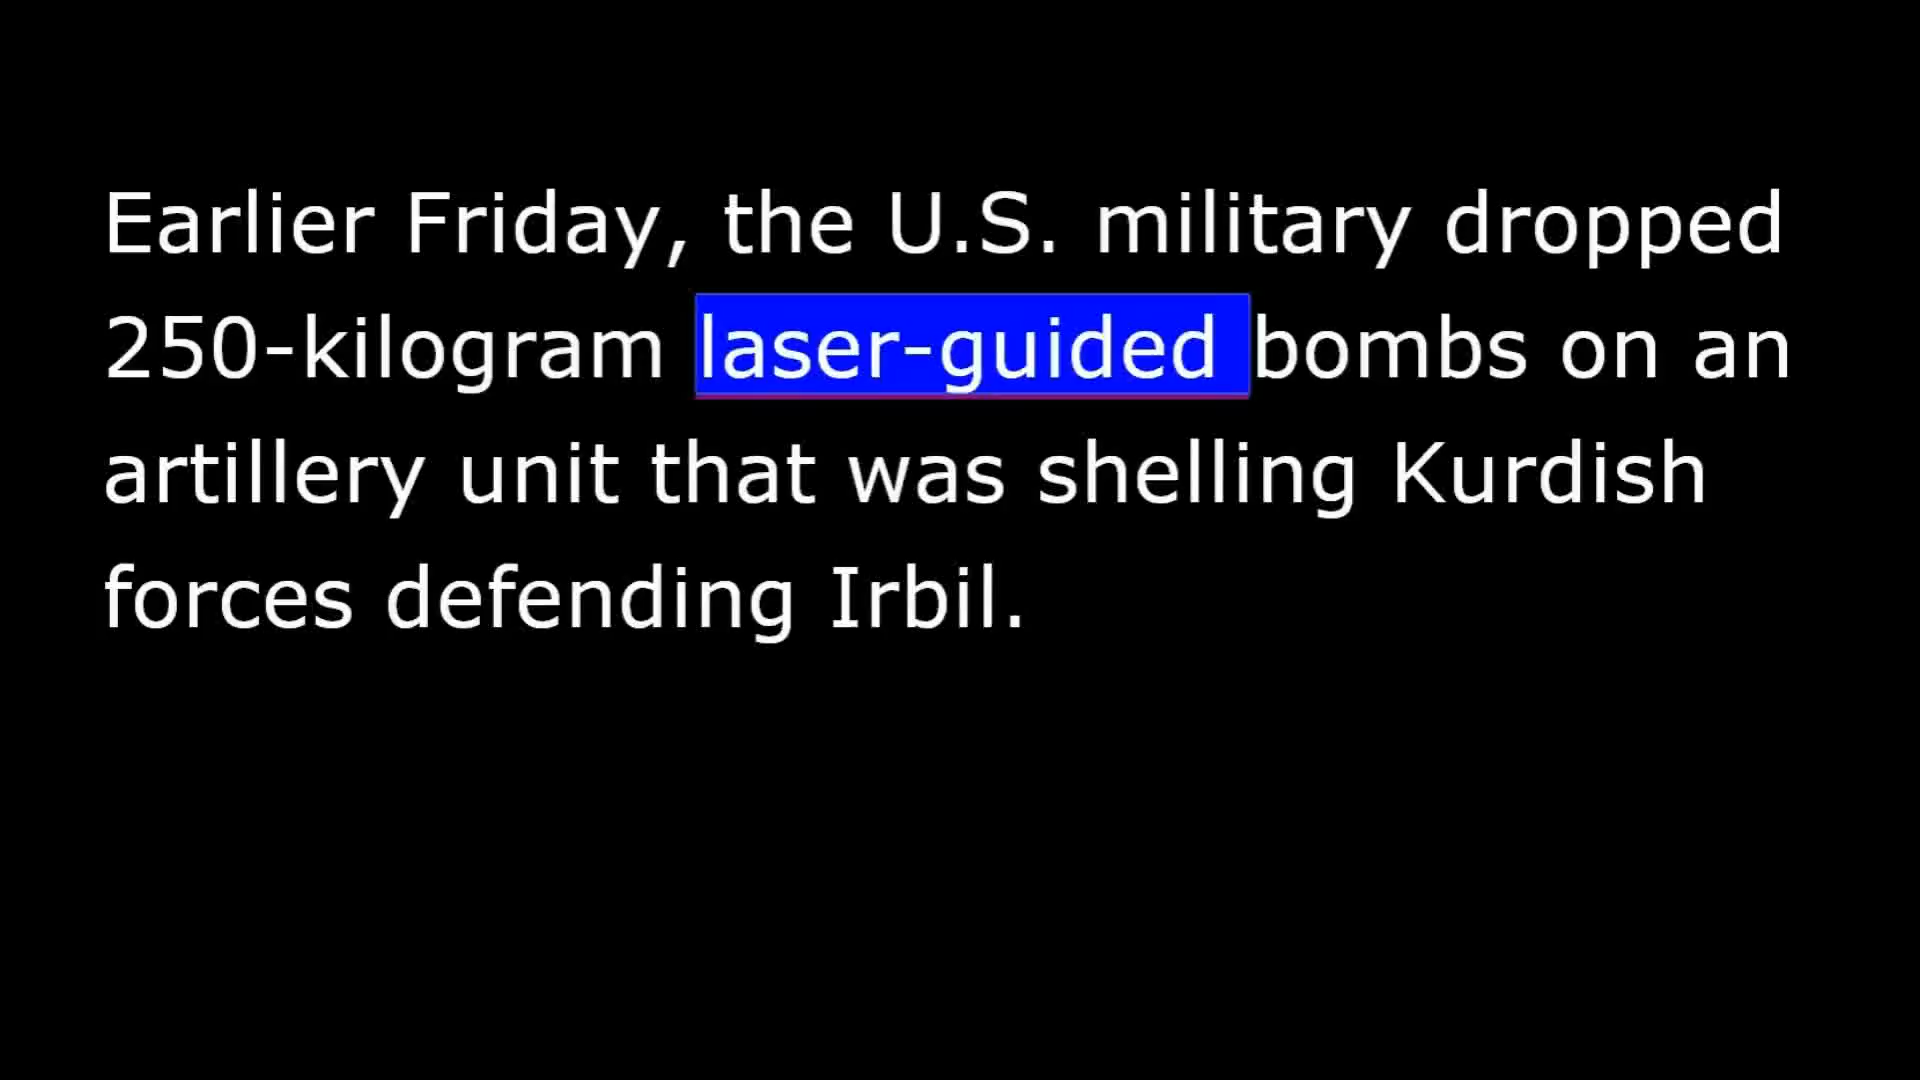 Earlier Friday, the U.S. military dropped
250-kilogram laser-guided bombs on an
artillery unit that was shelling Kurdish
forces defending Irbil.